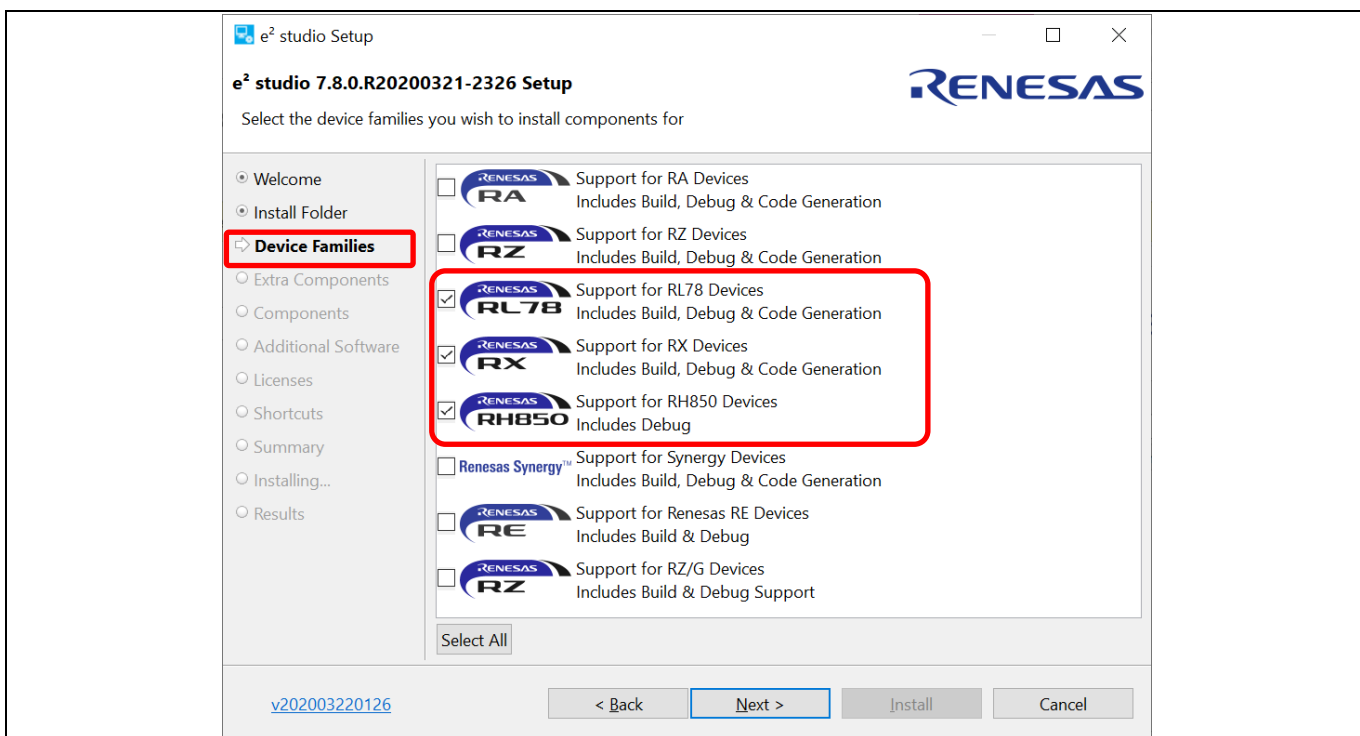 e² studio Setup
e² studio 7.8.0.R20200321-2326 Setup
RENESAS
Select the device families you wish to install components for
Welcome
Install Folder
Device Families
Extra Components
Components
Additional Software
Licenses
Shortcuts
Summary
Installing...
Results
RENESAS
RA
Support for RA Devices
Includes Build, Debug & Code Generation
RENESAS
RZ
Support for RZ Devices
Includes Build, Debug & Code Generation
RENESAS
RL78
Support for RL78 Devices
Includes Build, Debug & Code Generation
RENESAS
RX
Support for RX Devices
Includes Build, Debug & Code Generation
RENESAS
RH850
Support for RH850 Devices
Includes Debug
Renesas Synergy™
Support for Synergy Devices
Includes Build, Debug & Code Generation
RENESAS
RE
Support for Renesas RE Devices
Includes Build & Debug
RENESAS
RZ
Support for RZ/G Devices
Includes Build & Debug Support
Select All
v202003220126
< Back
Next >
Install
Cancel